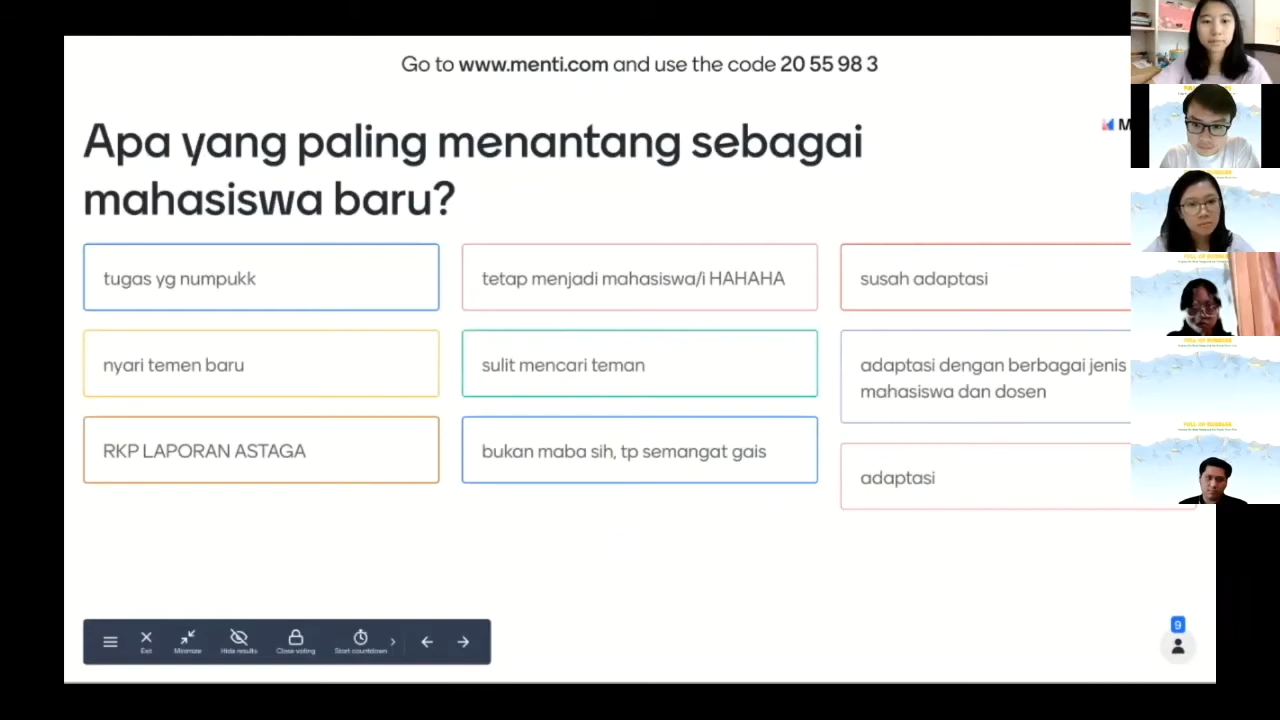 Go to www.menti.com and use the code 20 55 98 3
Apa yang paling menantang sebagai
mahasiswa baru?
tugas yg numpukk
tetap menjadi mahasiswa/i HAHAHA
susah adaptasi
nyari temen baru
sulit mencari teman
adaptasi dengan berbagai jenis
mahasiswa dan dosen
RKP LAPORAN ASTAGA
bukan maba sih, tp semangat gais
adaptasi
Exit
Minimize
Hide results
Close voting
Start countdown
9